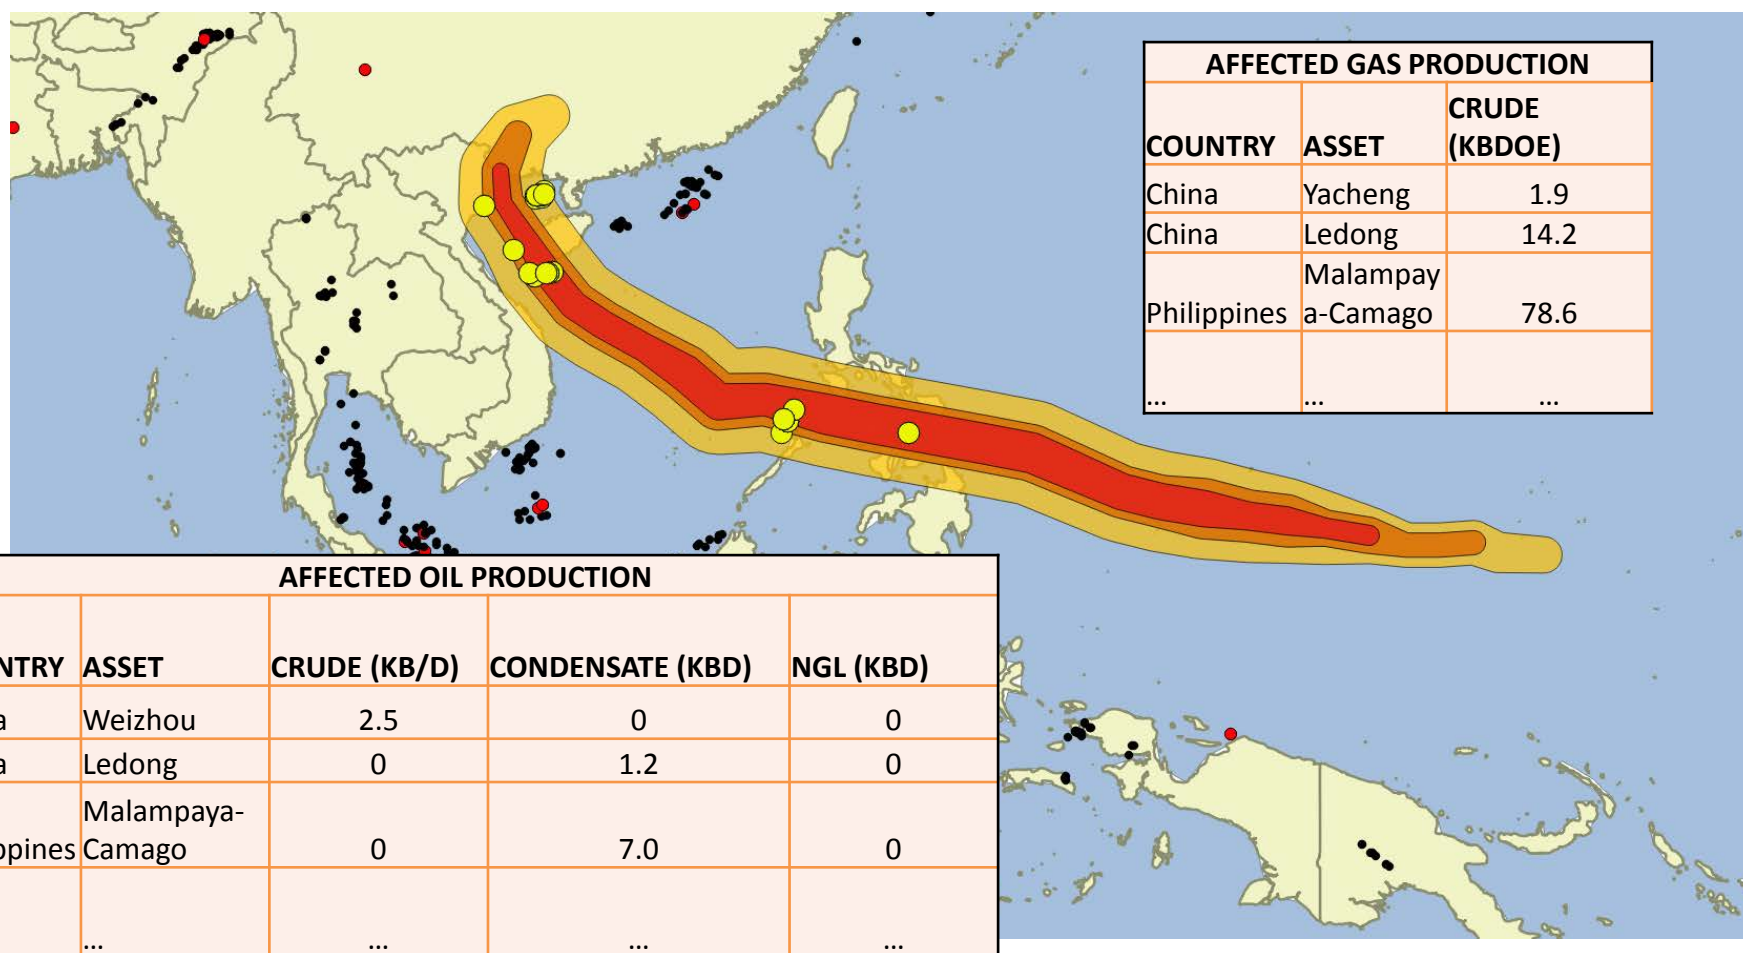 AFFECTED GAS PRODUCTION
COUNTRY ASSET CRUDE (KBDOE)
China Yacheng 1.9
China Ledong 14.2
Philippines Malampay
a-Camago 78.6
... ... ...
AFFECTED OIL PRODUCTION
NTRY ASSET CRUDE (KB/D) CONDENSATE (KBD) NGL (KBD)
a Weizhou 2.5 0 0
a Ledong 0 1.2 0
Malampaya-
ppines Camago 0 7.0 0
... ... ... ...